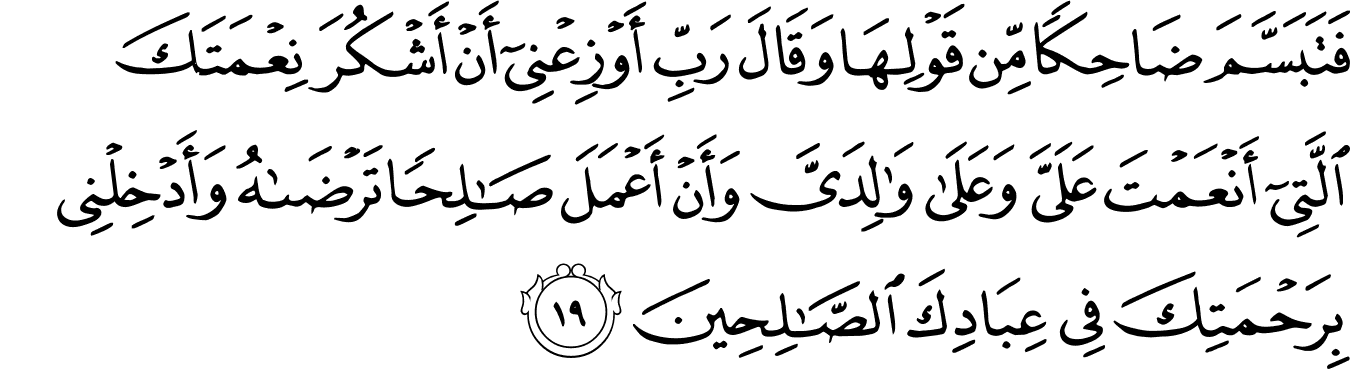 فَتَبَسَّمَ ضَاحِكًا مِّن قَوْلِهَا وَقَالَ رَبِّ أَوْزِعْنِىٓ أَنْ أَشْكُرَ نِعْمَتَكَ
ٱلَّتِىٓ أَنْعَمْتَ عَلَىَّ وَعَلَىٰ وَٰلِدَىَّ وَأَنْ أَعْمَلَ صَـٰلِحًا تَرْضَىٰهُ وَأَدْخِلْنِى
بِرَحْمَتِكَ فِى عِبَادِكَ ٱلصَّـٰلِحِينَ ١٩